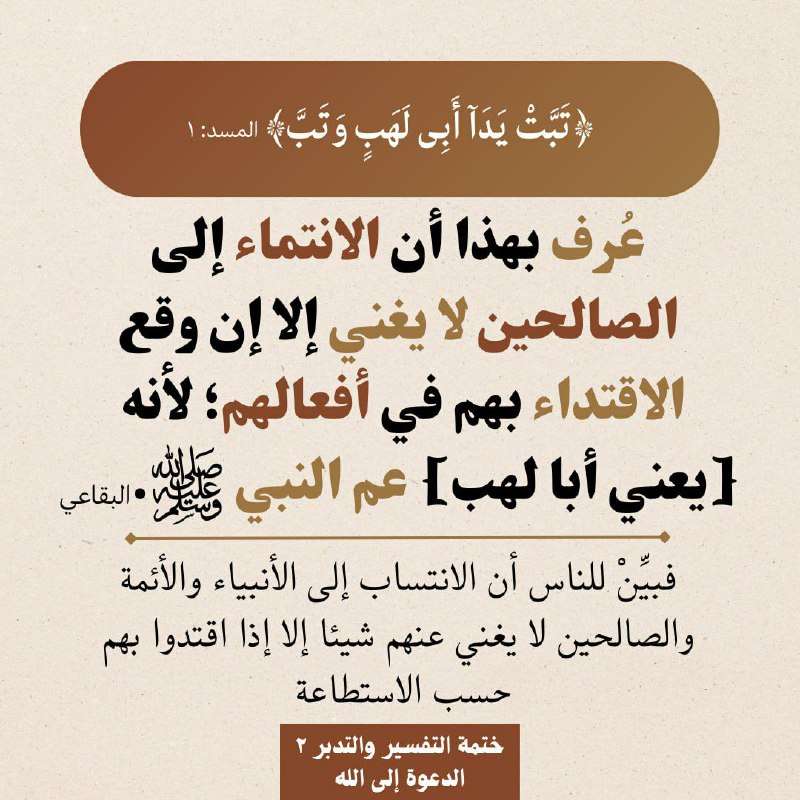 ﴿تَبَّتْ يَدَآ أَبِى لَهَبٍ وَتَبَّ﴾ المسد: ١
عُرف بهذا أن الانتماء إلى
الصالحين لا يغني إلا إن وقع
الاقتداء بهم في أفعالهم؛ لأنه
[يعني أبا لهب] عم النبي ﷺ • البقاعي
فبيِّنْ للناس أن الانتساب إلى الأنبياء والأئمة
والصالحين لا يغني عنهم شيئا إلا إذا اقتدوا بهم
حسب الاستطاعة
ختمة التفسير والتدبر ٢
الدعوة إلى الله